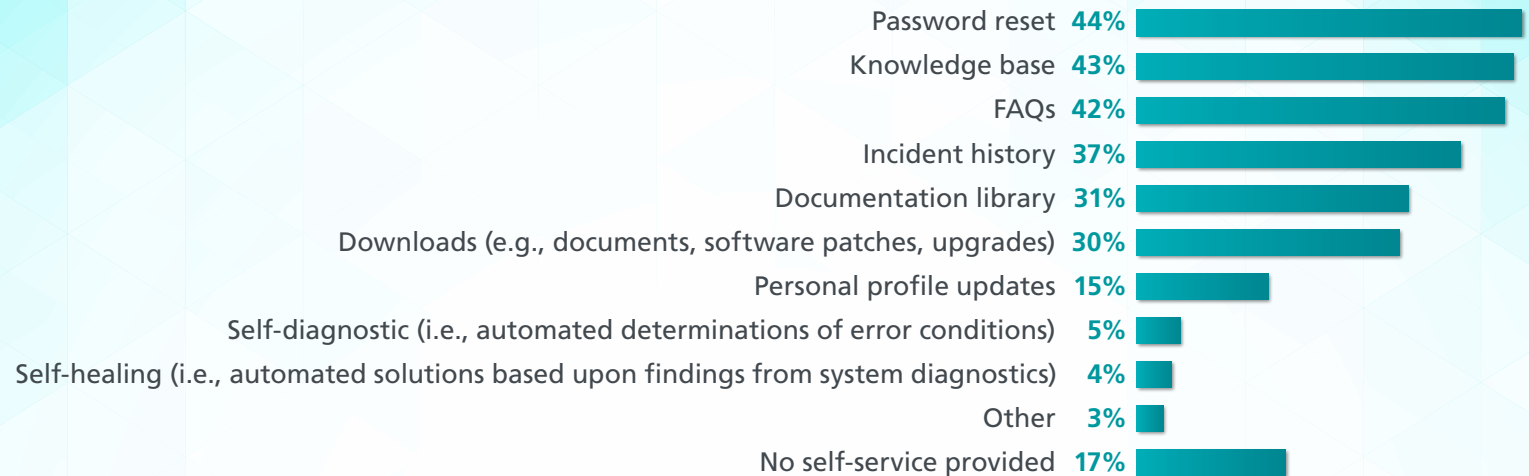 Password reset 44%
Knowledge base 43%
FAQs 42%
Incident history 37%
Documentation library 31%
Downloads (e.g., documents, software patches, upgrades) 30%
Personal profile updates 15%
Self-diagnostic (i.e., automated determinations of error conditions) 5%
Self-healing (i.e., automated solutions based upon findings from system diagnostics) 4%
Other 3%
No self-service provided 17%